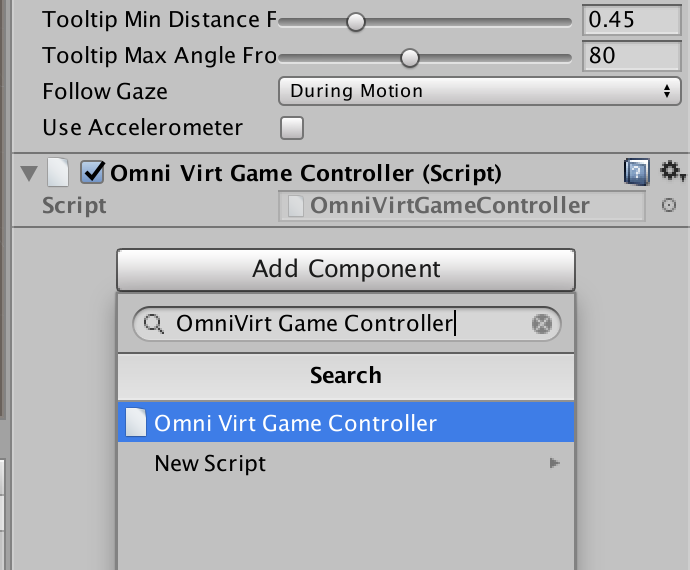 Tooltip Min Distance F 0.45
Tooltip Max Angle Fro 80
Follow Gaze During Motion
Use Accelerometer
Omni Virt Game Controller (Script)
Script OmniVirtGameController
Add Component
OmniVirt Game Controller
Search
Omni Virt Game Controller
New Script